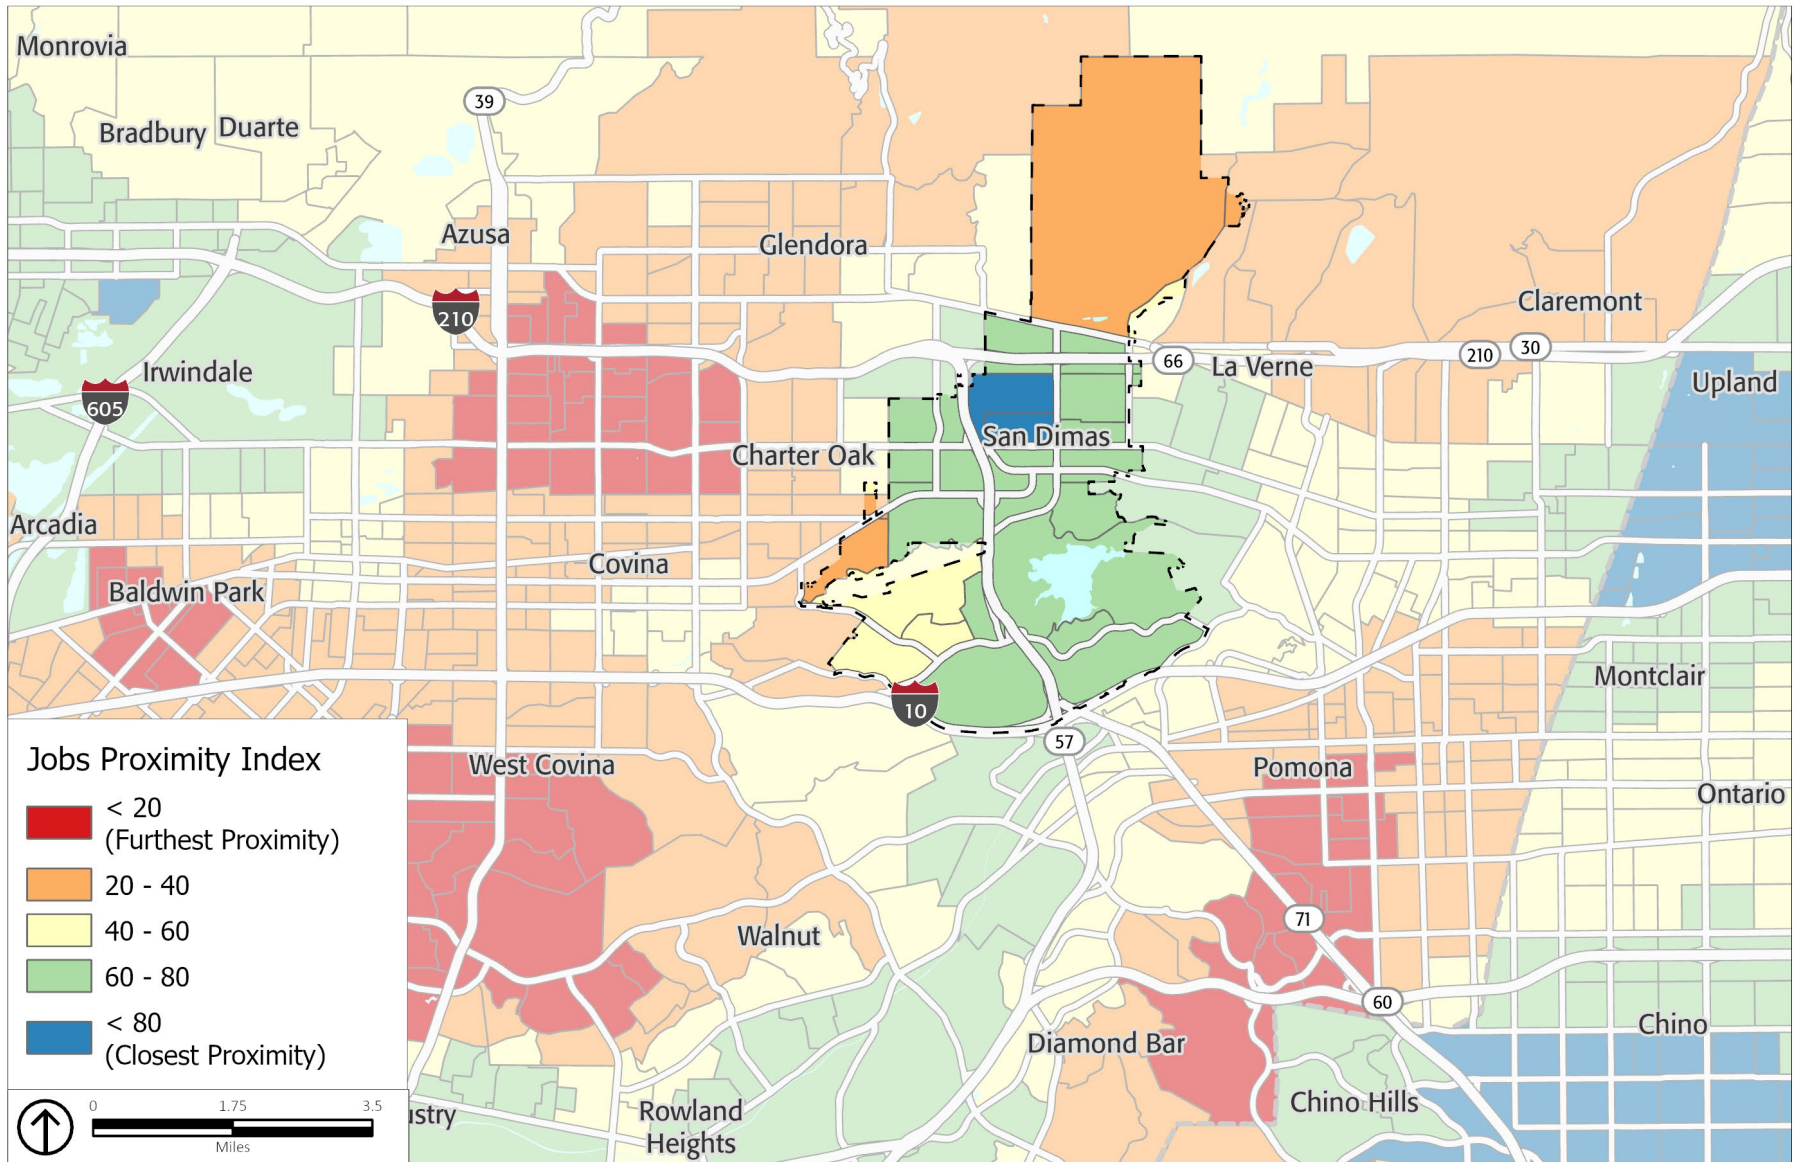 Monrovia
39
Bradbury
Duarte
Azusa
Glendora
210
Claremont
Irwindale
605
66
La Verne
210
30
Upland
San Dimas
Charter Oak
Arcadia
Covina
Baldwin Park
Montclair
10
57
West Covina
Pomona
Ontario
Jobs Proximity Index
< 20
(Furthest Proximity)
20 - 40
40 - 60
60 - 80
< 80
(Closest Proximity)
Walnut
71
60
Chino
Diamond Bar
Chino Hills
Rowland
Heights
ustry
0 1.75 3.5
Miles